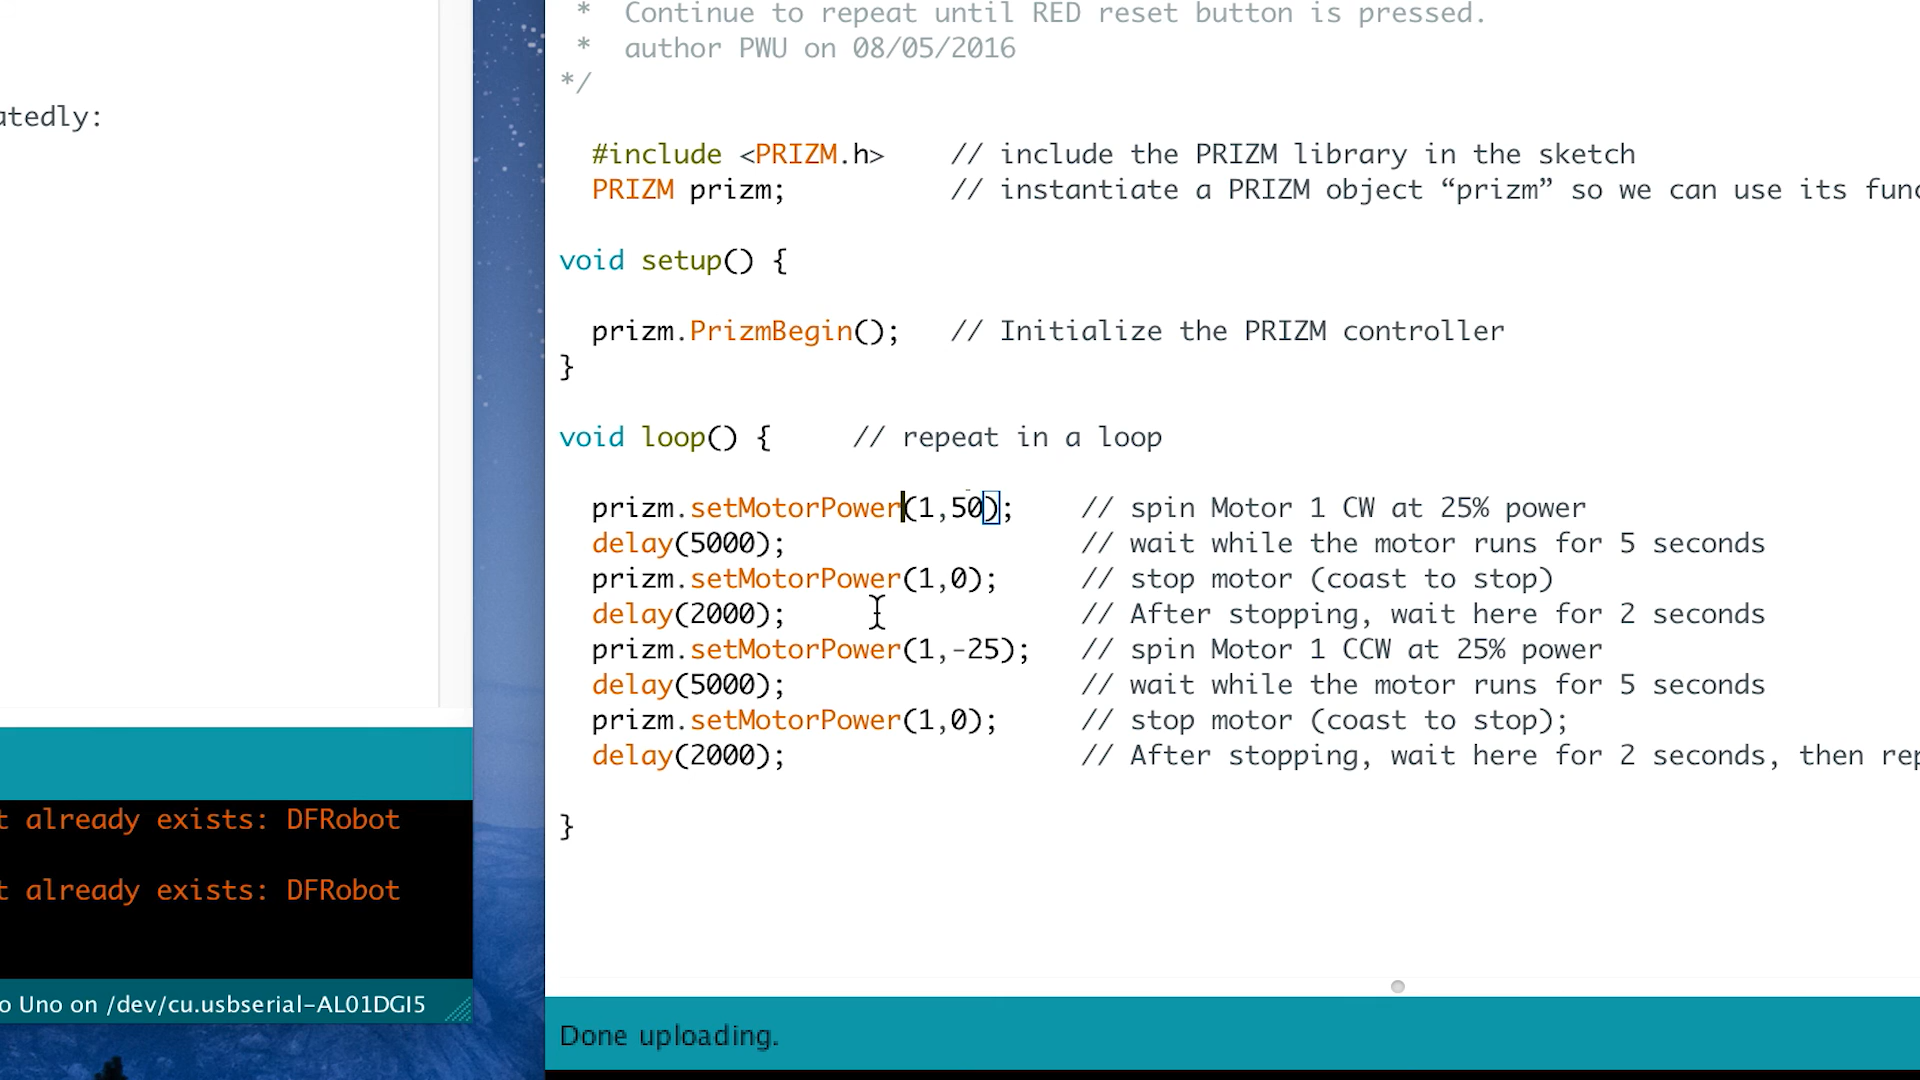 atedly:
t already exists: DFRobot
t already exists: DFRobot
o Uno on /dev/cu.usbserial-AL01DGI5
*  Continue to repeat until RED reset button is pressed.
*  author PWU on 08/05/2016
*/
#include <PRIZM.h>    // include the PRIZM library in the sketch
PRIZM prizm;          // instantiate a PRIZM object “prizm” so we can use its func
void setup() {
prizm.PrizmBegin();   // Initialize the PRIZM controller
}
void loop() {     // repeat in a loop
prizm.setMotorPower(1,50);    // spin Motor 1 CW at 25% power
delay(5000);                  // wait while the motor runs for 5 seconds
prizm.setMotorPower(1,0);     // stop motor (coast to stop)
delay(2000);                  // After stopping, wait here for 2 seconds
prizm.setMotorPower(1,-25);   // spin Motor 1 CCW at 25% power
delay(5000);                  // wait while the motor runs for 5 seconds
prizm.setMotorPower(1,0);     // stop motor (coast to stop);
delay(2000);                  // After stopping, wait here for 2 seconds, then rep
}
Done uploading.